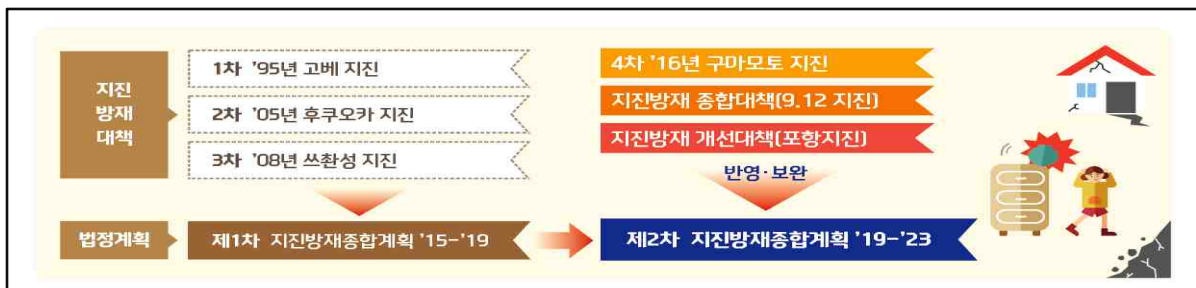 지진
방재
대책
1차 '95년 고베 지진
2차 '05년 후쿠오카 지진
3차 '08년 쓰촨성 지진
4차 '16년 구마모토 지진
지진방재 종합대책(9.12 지진)
지진방재 개선대책(포항지진)
반영·보완
법정계획
제1차 지진방재종합계획 '15-'19
제2차 지진방재종합계획 '19-'23